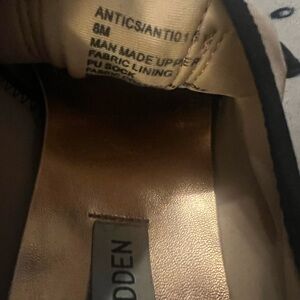 ANTICS/ANTI01
8M
MAN MADE UPPER
FABRIC LINING
PU SOCK
DDEN